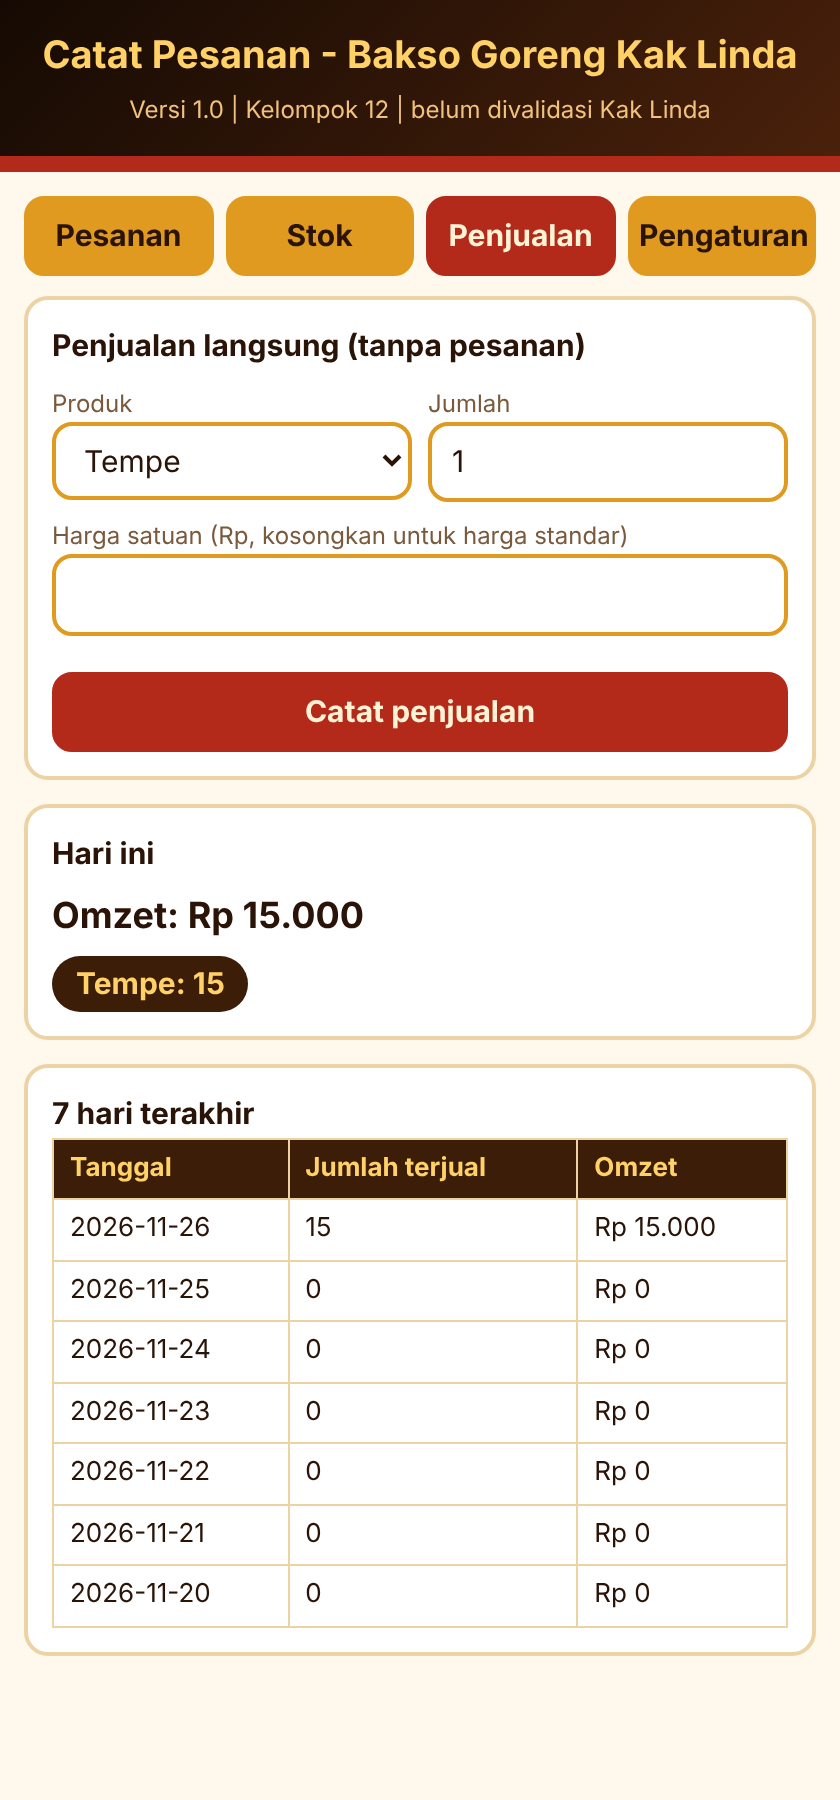 Catat Pesanan - Bakso Goreng Kak Linda
Versi 1.0 | Kelompok 12 | belum divalidasi Kak Linda
Pesanan Stok Penjualan Pengaturan
Penjualan langsung (tanpa pesanan)
Produk Jumlah
Tempe 1
Harga satuan (Rp, kosongkan untuk harga standar)
Catat penjualan
Hari ini
Omzet: Rp 15.000
Tempe: 15
7 hari terakhir
Tanggal Jumlah terjual Omzet
2026-11-26 15 Rp 15.000
2026-11-25 0 Rp 0
2026-11-24 0 Rp 0
2026-11-23 0 Rp 0
2026-11-22 0 Rp 0
2026-11-21 0 Rp 0
2026-11-20 0 Rp 0